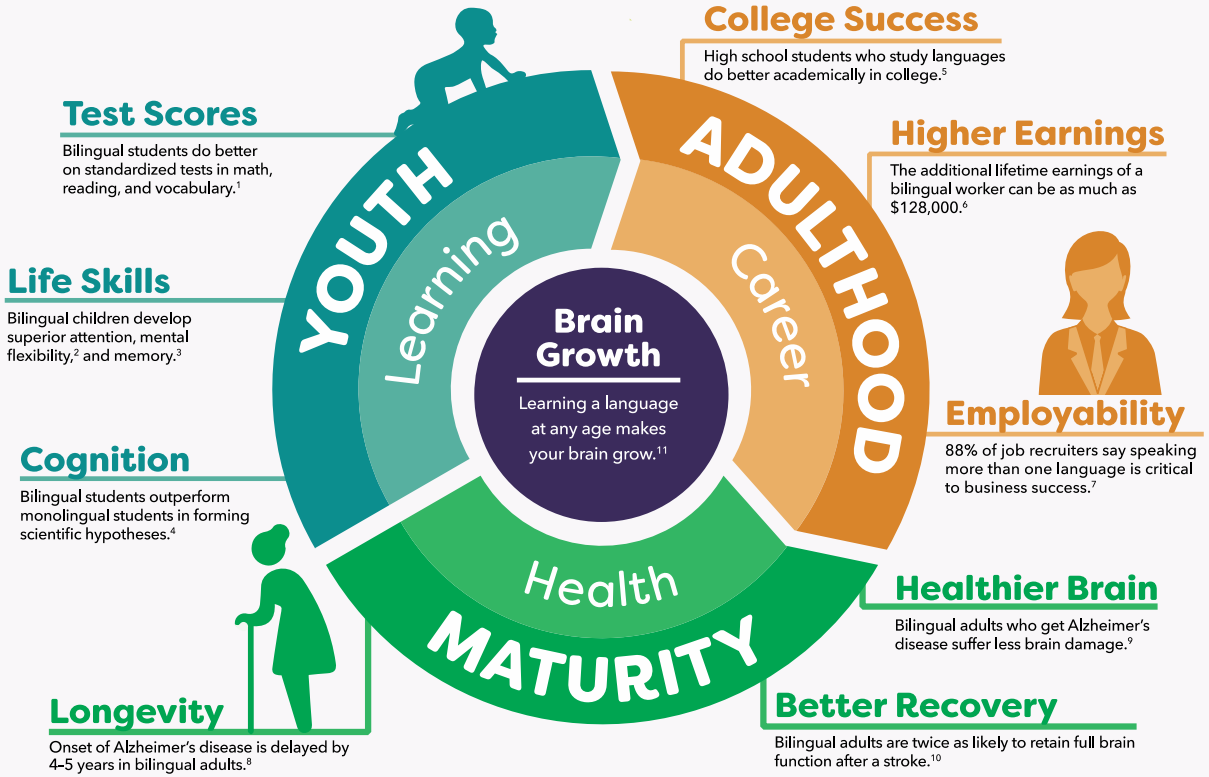 Test Scores
Bilingual students do better
on standardized tests in math,
reading, and vocabulary.¹
Life Skills
Bilingual children develop
superior attention, mental
flexibility,² and memory.³
Cognition
Bilingual students outperform
monolingual students in forming
scientific hypotheses.⁴
YOUTH
Learning
College Success
High school students who study languages
do better academically in college.⁵
Higher Earnings
The additional lifetime earnings of a
bilingual worker can be as much as
$128,000.⁶
Employability
88% of job recruiters say speaking
more than one language is critical
to business success.⁷
ADULTHOOD
Career
Brain
Growth
Learning a language
at any age makes
your brain grow.¹¹
Health
MATURITY
Longevity
Onset of Alzheimer’s disease is delayed by
4–5 years in bilingual adults.⁸
Healthier Brain
Bilingual adults who get Alzheimer’s
disease suffer less brain damage.⁹
Better Recovery
Bilingual adults are twice as likely to retain full brain
function after a stroke.¹⁰